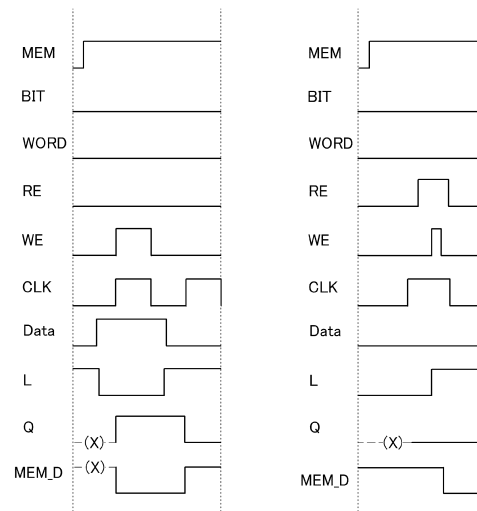 MEM
BIT
WORD
RE
WE
CLK
Data
L
Q
(X)
MEM_D
(X)
MEM
BIT
WORD
RE
WE
CLK
Data
L
Q
(X)
MEM_D